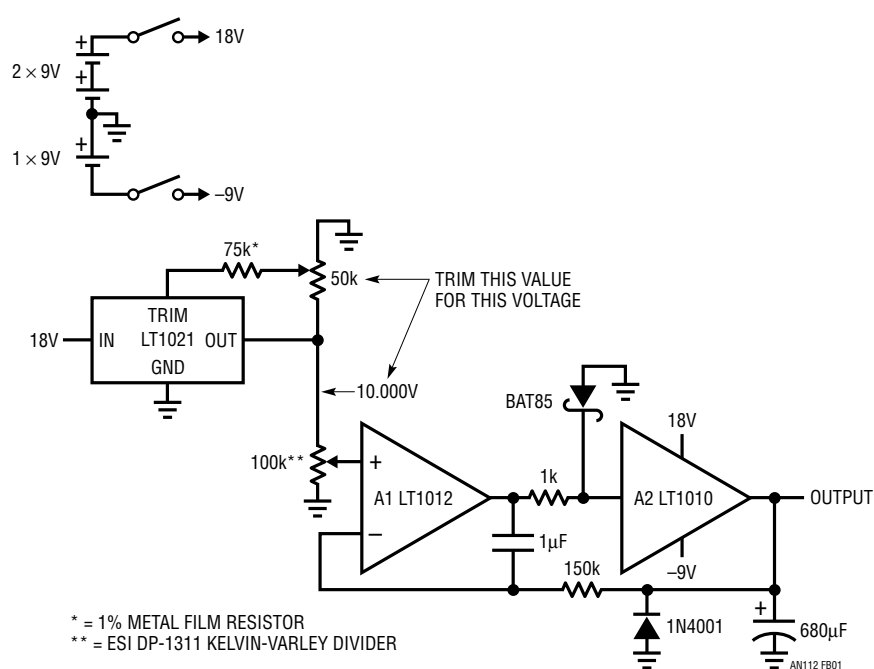 +
18V
2 × 9V
+
+
1 × 9V
–9V
75k*
50k
TRIM THIS VALUE
FOR THIS VOLTAGE
TRIM
18V
IN
LT1021
OUT
GND
10.000V
BAT85
18V
100k**
+
A1 LT1012
–
1k
A2 LT1010
OUTPUT
1µF
–9V
150k
1N4001
+
680µF
* = 1% METAL FILM RESISTOR
** = ESI DP-1311 KELVIN-VARLEY DIVIDER
AN112 FB01